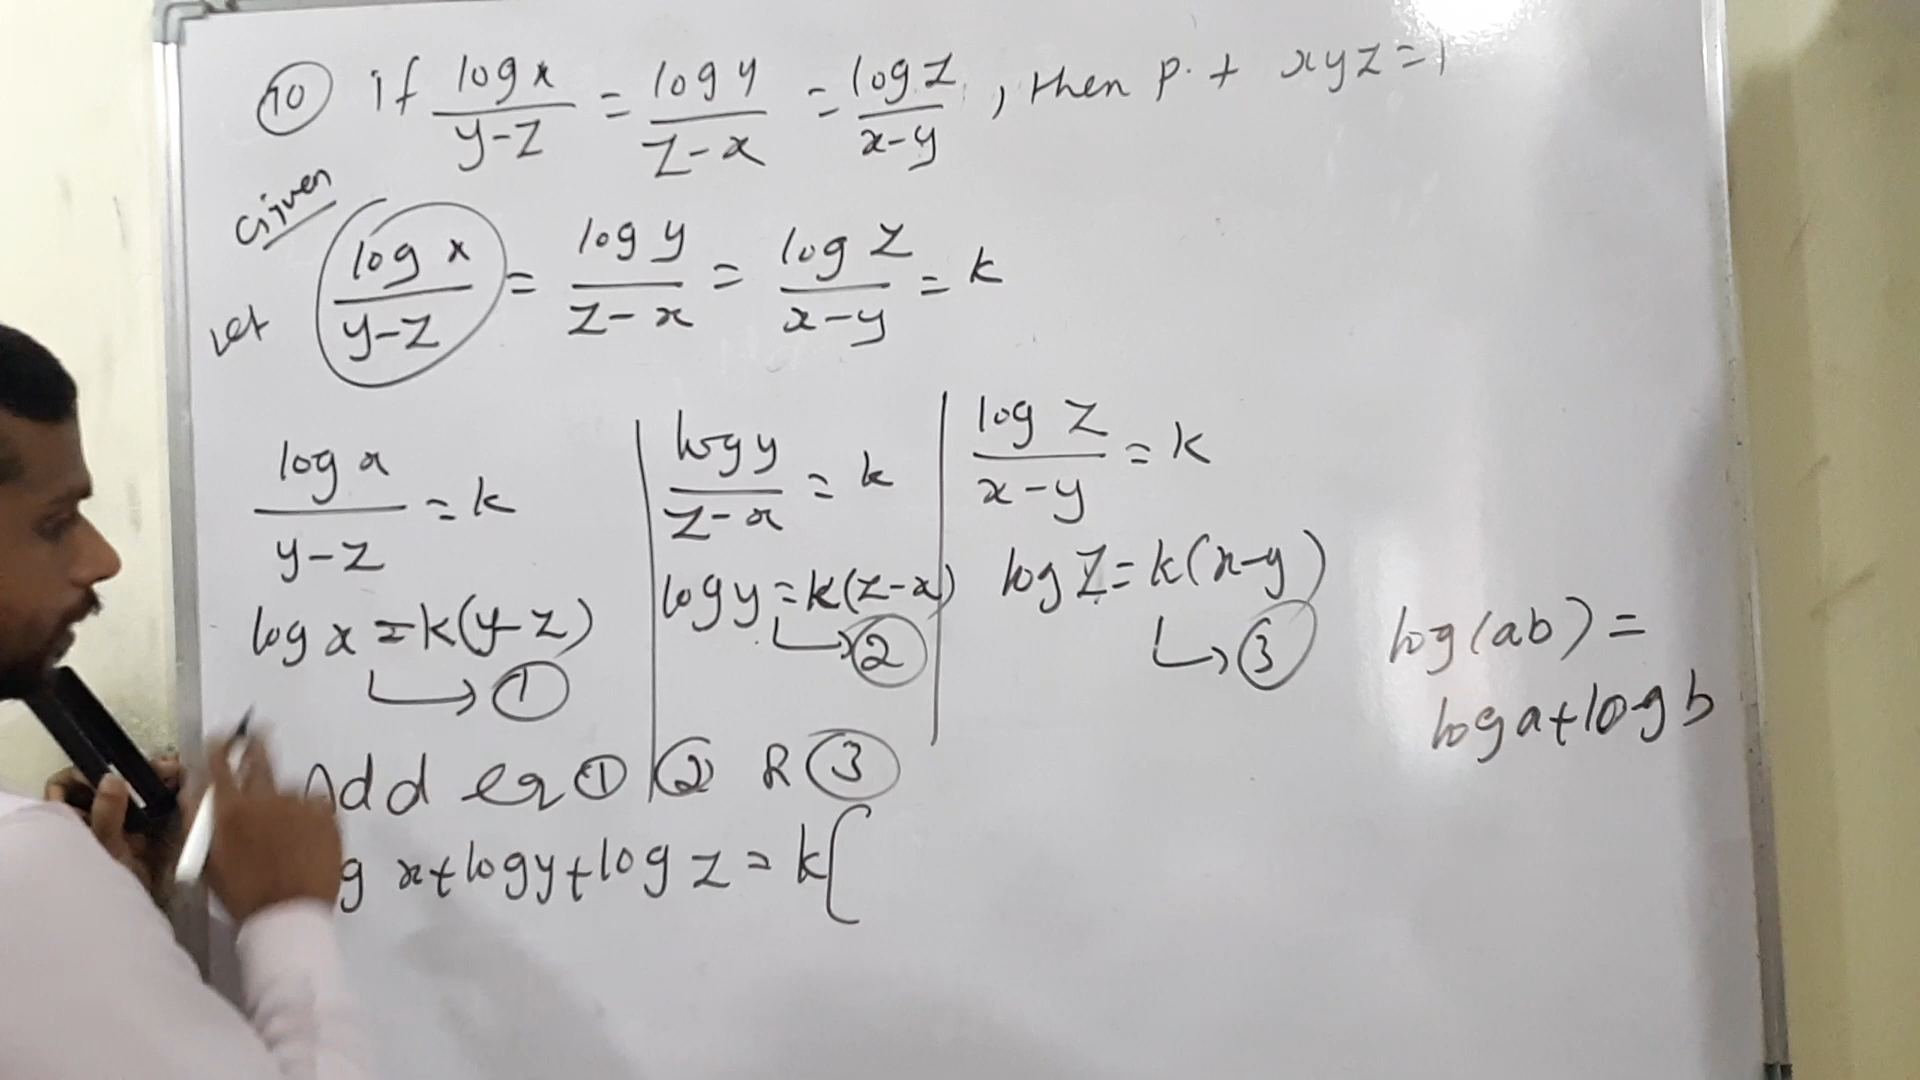 10 if log x / y-z = log y / z-x = log z / x-y, then p.t xyz=1
Given
Let log x / y-z = log y / z-x = log z / x-y = k
log x / y-z = k
log x = k(y-z)
→ 1
log y / z-x = k
log y = k(z-x)
→ 2
log z / x-y = k
log z = k(x-y)
→ 3
log(ab) =
log a + log b
Add eq 1 2 & 3
g x + log y + log z = k[